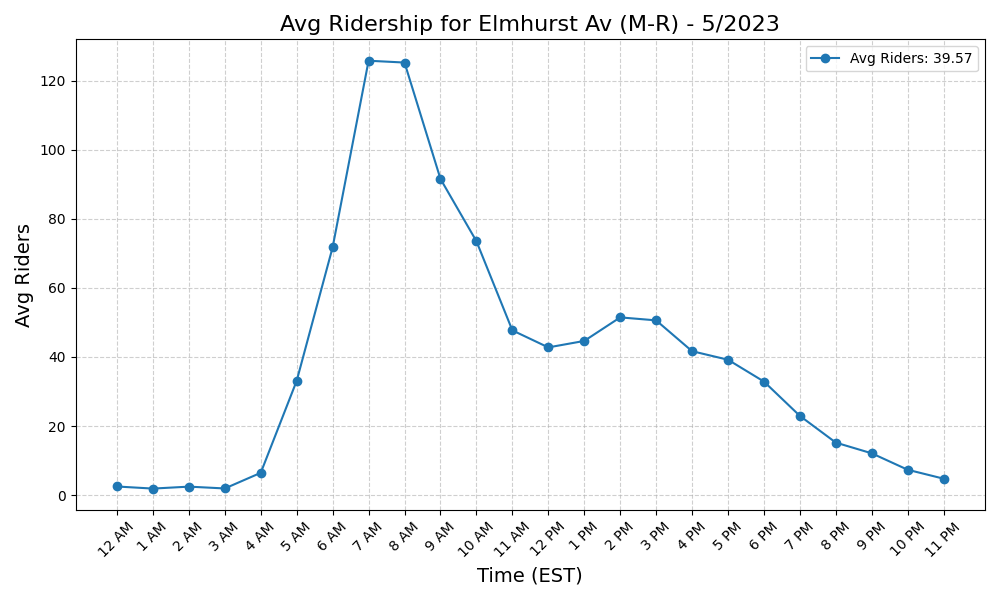 Avg Ridership for Elmhurst Av (M-R) - 5/2023
Avg Riders: 39.57
Avg Riders
120
100
80
60
40
20
0
12 AM
1 AM
2 AM
3 AM
4 AM
5 AM
6 AM
7 AM
8 AM
9 AM
10 AM
11 AM
12 PM
1 PM
2 PM
3 PM
4 PM
5 PM
6 PM
7 PM
8 PM
9 PM
10 PM
11 PM
Time (EST)